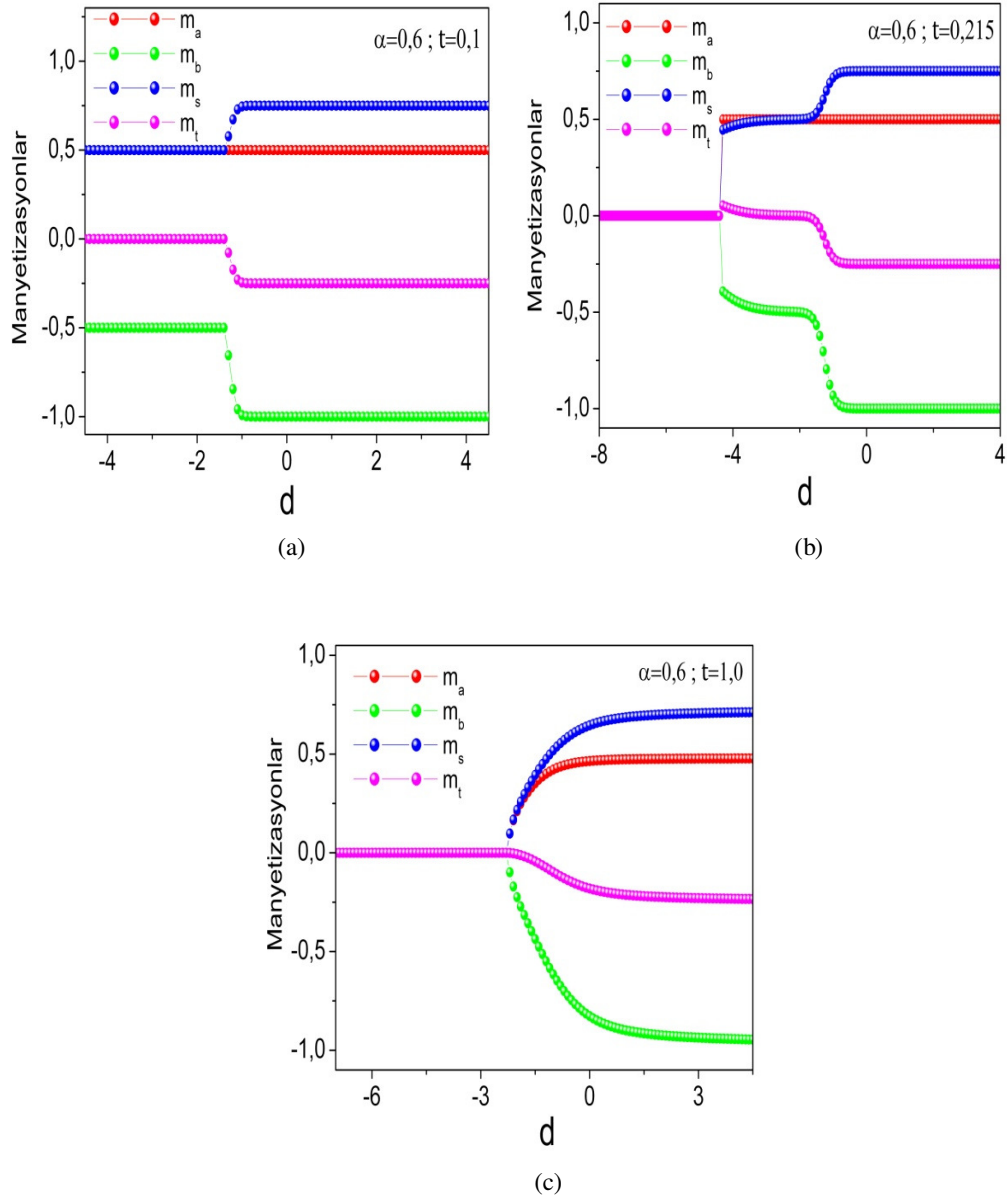 Manyetizasyonlar
m_a
m_b
m_s
m_t
α=0,6 ; t=0,1
1,0
0,5
0,0
-0,5
-1,0
-4 -2 0 2 4
d
(a)
Manyetizasyonlar
m_a
m_b
m_s
m_t
α=0,6 ; t=0,215
1,0
0,5
0,0
-0,5
-1,0
-8 -4 0 4
d
(b)
Manyetizasyonlar
m_a
m_b
m_s
m_t
α=0,6 ; t=1,0
1,0
0,5
0,0
-0,5
-1,0
-6 -3 0 3
d
(c)